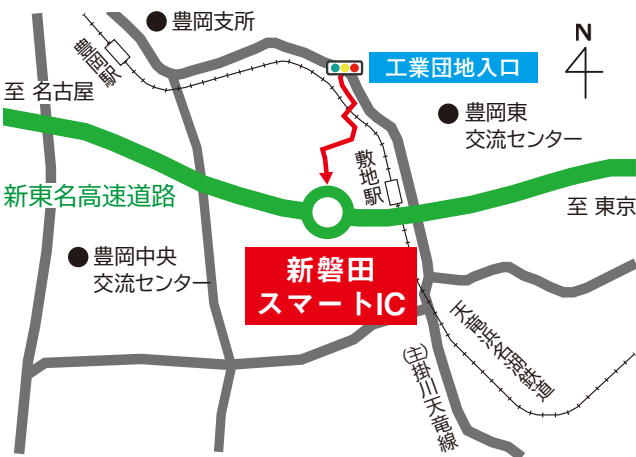 豊岡支所
N
豊岡駅
工業団地入口
至 名古屋
豊岡東
交流センター
敷地駅
新東名高速道路
至 東京
豊岡中央
交流センター
新磐田
スマートIC
天竜浜名湖鉄道
(主)掛川天竜線